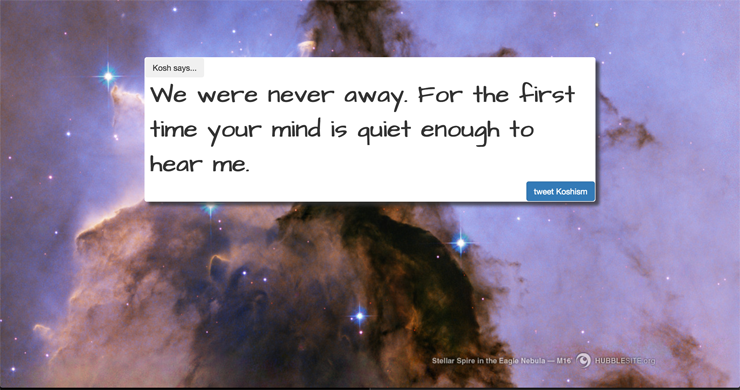 Kosh says...
We were never away. For the first
time your mind is quiet enough to
hear me.
tweet Koshism
Stellar Spire in the Eagle Nebula — M16 HUBBLESITE.org